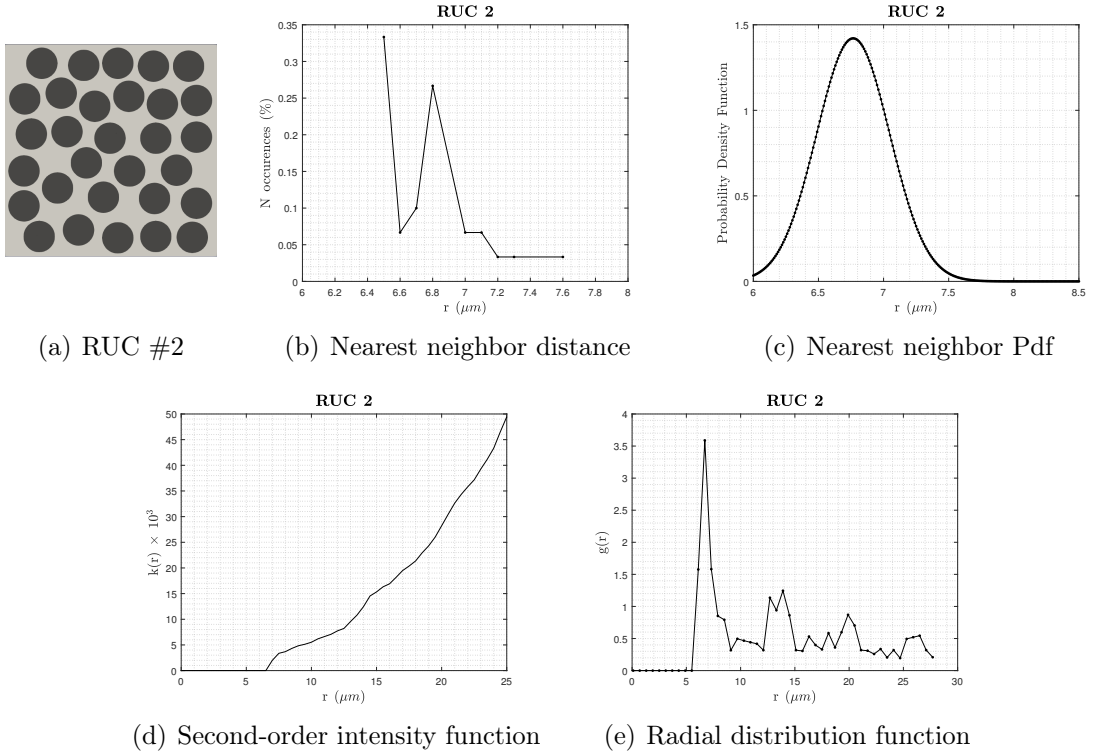 RUC 2
N occurences (%)
0.35
0.3
0.25
0.2
0.15
0.1
0.05
0
6 6.2 6.4 6.6 6.8 7 7.2 7.4 7.6 7.8 8
r (μm)
RUC 2
Probability Density Function
1.5
1
0.5
0
6 6.5 7 7.5 8 8.5
r (μm)
(a) RUC #2
(b) Nearest neighbor distance
(c) Nearest neighbor Pdf
RUC 2
k(r) × 10³
50
45
40
35
30
25
20
15
10
5
0
0 5 10 15 20 25
r (μm)
RUC 2
g(r)
4
3.5
3
2.5
2
1.5
1
0.5
0
0 5 10 15 20 25 30
r (μm)
(d) Second-order intensity function
(e) Radial distribution function